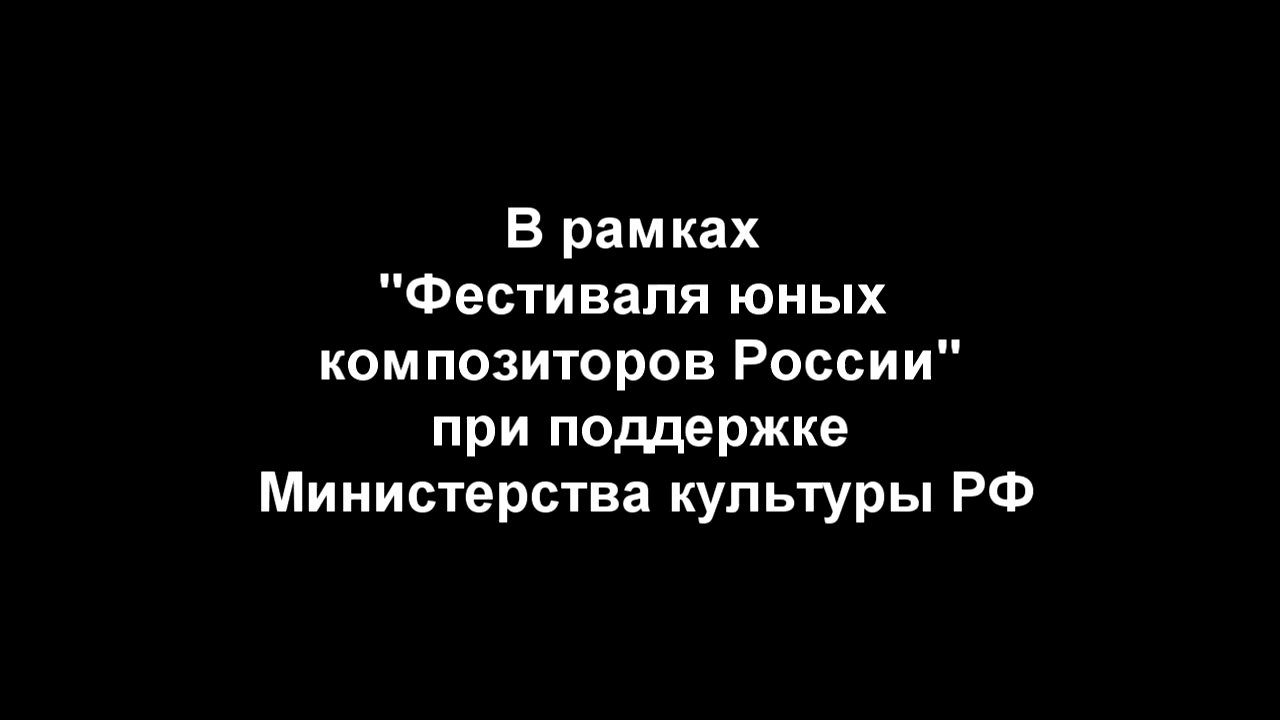 В рамках
"Фестиваля юных
композиторов России"
при поддержке
Министерства культуры РФ